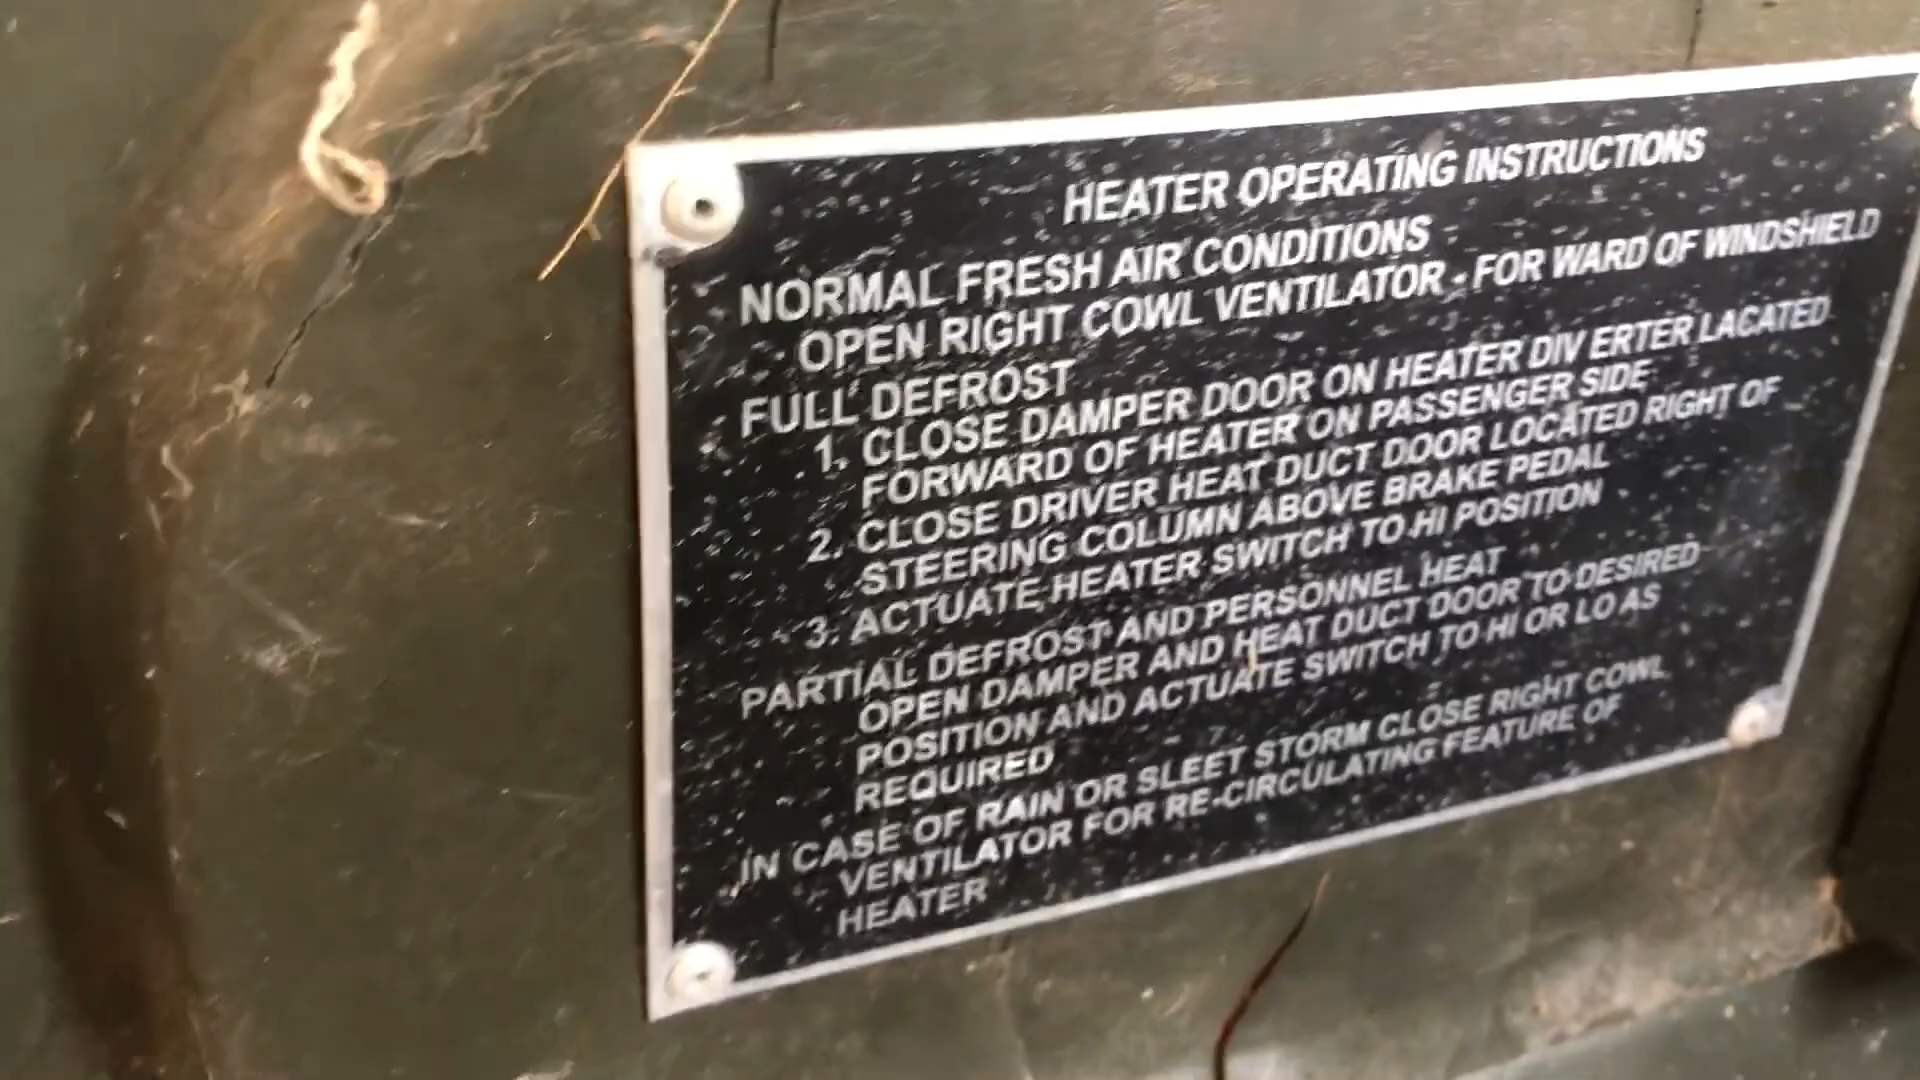 HEATER OPERATING INSTRUCTIONS
NORMAL FRESH AIR CONDITIONS
OPEN RIGHT COWL VENTILATOR - FOR WARD OF WINDSHIELD
FULL DEFROST
1. CLOSE DAMPER DOOR ON HEATER DIV ERTER LACATED
FORWARD OF HEATER ON PASSENGER SIDE
2. CLOSE DRIVER HEAT DUCT DOOR LOCATED RIGHT OF
STEERING COLUMN ABOVE BRAKE PEDAL
3. ACTUATE HEATER SWITCH TO HI POSITION
PARTIAL DEFROST AND PERSONNEL HEAT
OPEN DAMPER AND HEAT DUCT DOOR TO DESIRED
POSITION AND ACTUATE SWITCH TO HI OR LO AS
REQUIRED
IN CASE OF RAIN OR SLEET STORM CLOSE RIGHT COWL
VENTILATOR FOR RE-CIRCULATING FEATURE OF
HEATER